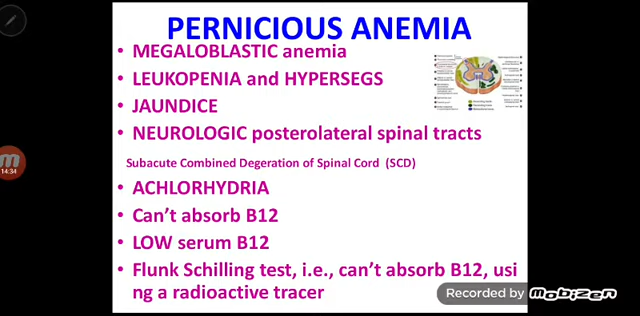 PERNICIOUS ANEMIA
• MEGALOBLASTIC anemia
• LEUKOPENIA and HYPERSEGS
• JAUNDICE
• NEUROLOGIC posterolateral spinal tracts
Subacute Combined Degeration of Spinal Cord (SCD)
• ACHLORHYDRIA
• Can't absorb B12
• LOW serum B12
• Flunk Schilling test, i.e., can't absorb B12, usi
ng a radioactive tracer
14:34
Recorded by Mobizen